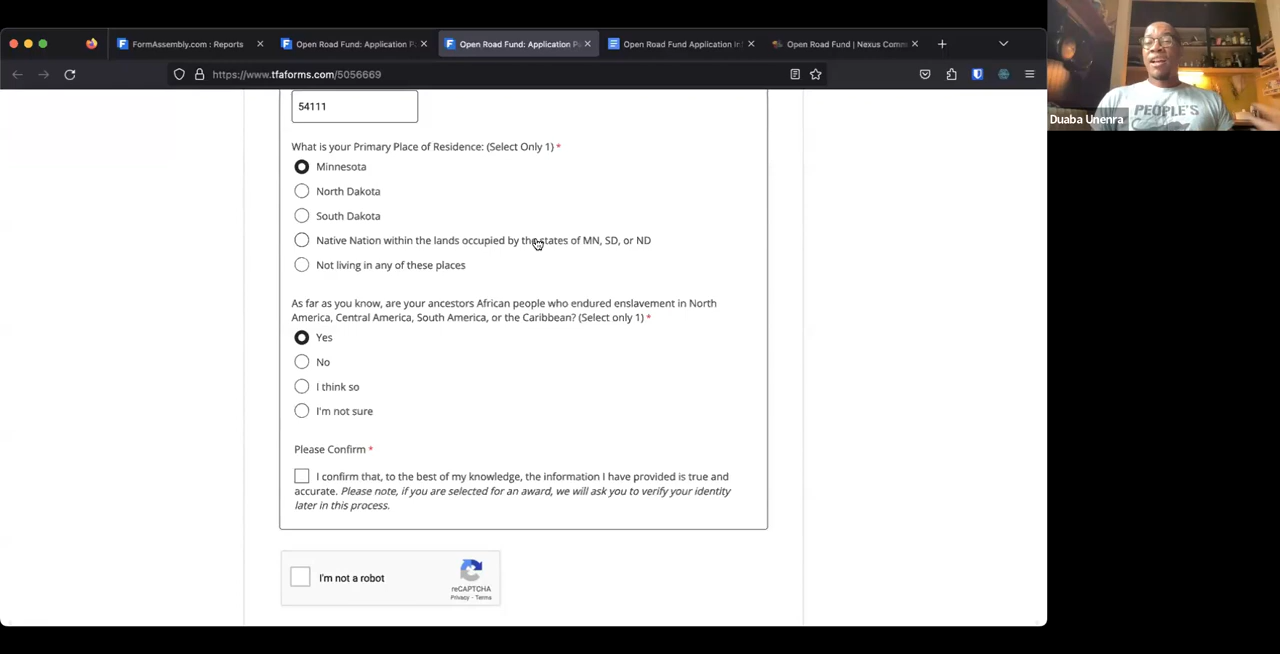 FormAssembly.com : Reports
Open Road Fund: Application P
Open Road Fund: Application P
Open Road Fund Application In
Open Road Fund | Nexus Comm
https://www.tfaforms.com/5056669
54111
What is your Primary Place of Residence: (Select Only 1) *
Minnesota
North Dakota
South Dakota
Native Nation within the lands occupied by the states of MN, SD, or ND
Not living in any of these places
As far as you know, are your ancestors African people who endured enslavement in North
America, Central America, South America, or the Caribbean? (Select only 1) *
Yes
No
I think so
I'm not sure
Please Confirm *
I confirm that, to the best of my knowledge, the information I have provided is true and
accurate. Please note, if you are selected for an award, we will ask you to verify your identity
later in this process.
I'm not a robot
reCAPTCHA
Privacy - Terms
PEOPLE'S
Duaba Unenra